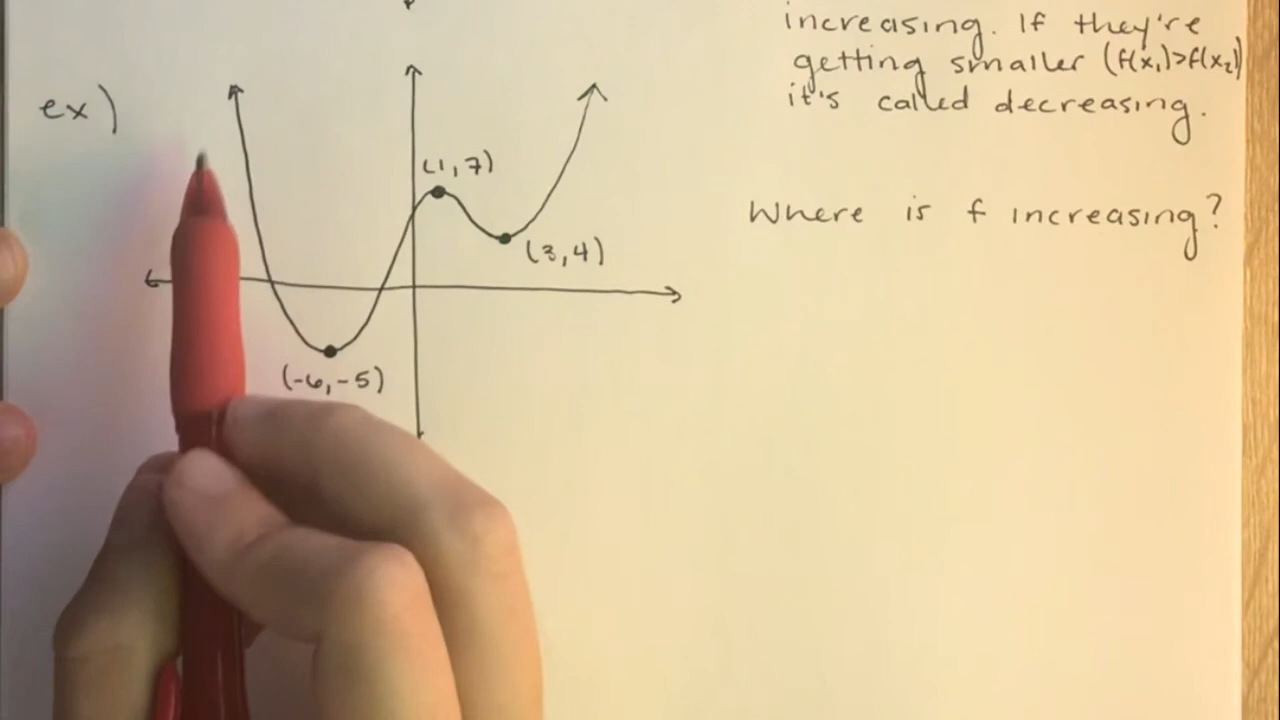 increasing. If they're
getting smaller (f(x₁)>f(x₂))
it's called decreasing.
ex)
(1,7)
Where is f increasing?
(3,4)
(-6,-5)